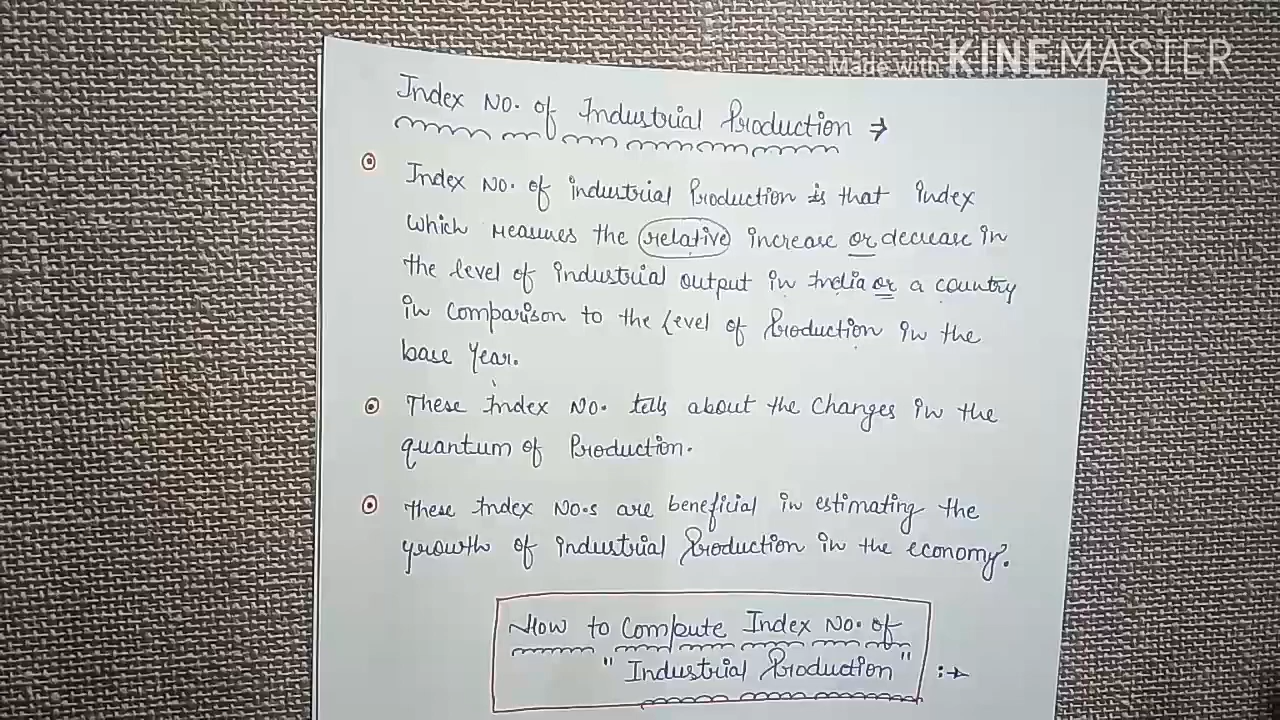 Made with KINEMASTER
Index No. of Industrial Production →
Index No. of industrial Production is that index
which measures the relative increase or decrease in
the level of industrial output in India or a country
in comparison to the level of Production in the
base year.
These Index No. tells about the changes in the
quantum of Production.
These Index No.s are beneficial in estimating the
growth of industrial Production in the economy.
How to Compute Index No. of
"Industrial Production" :→